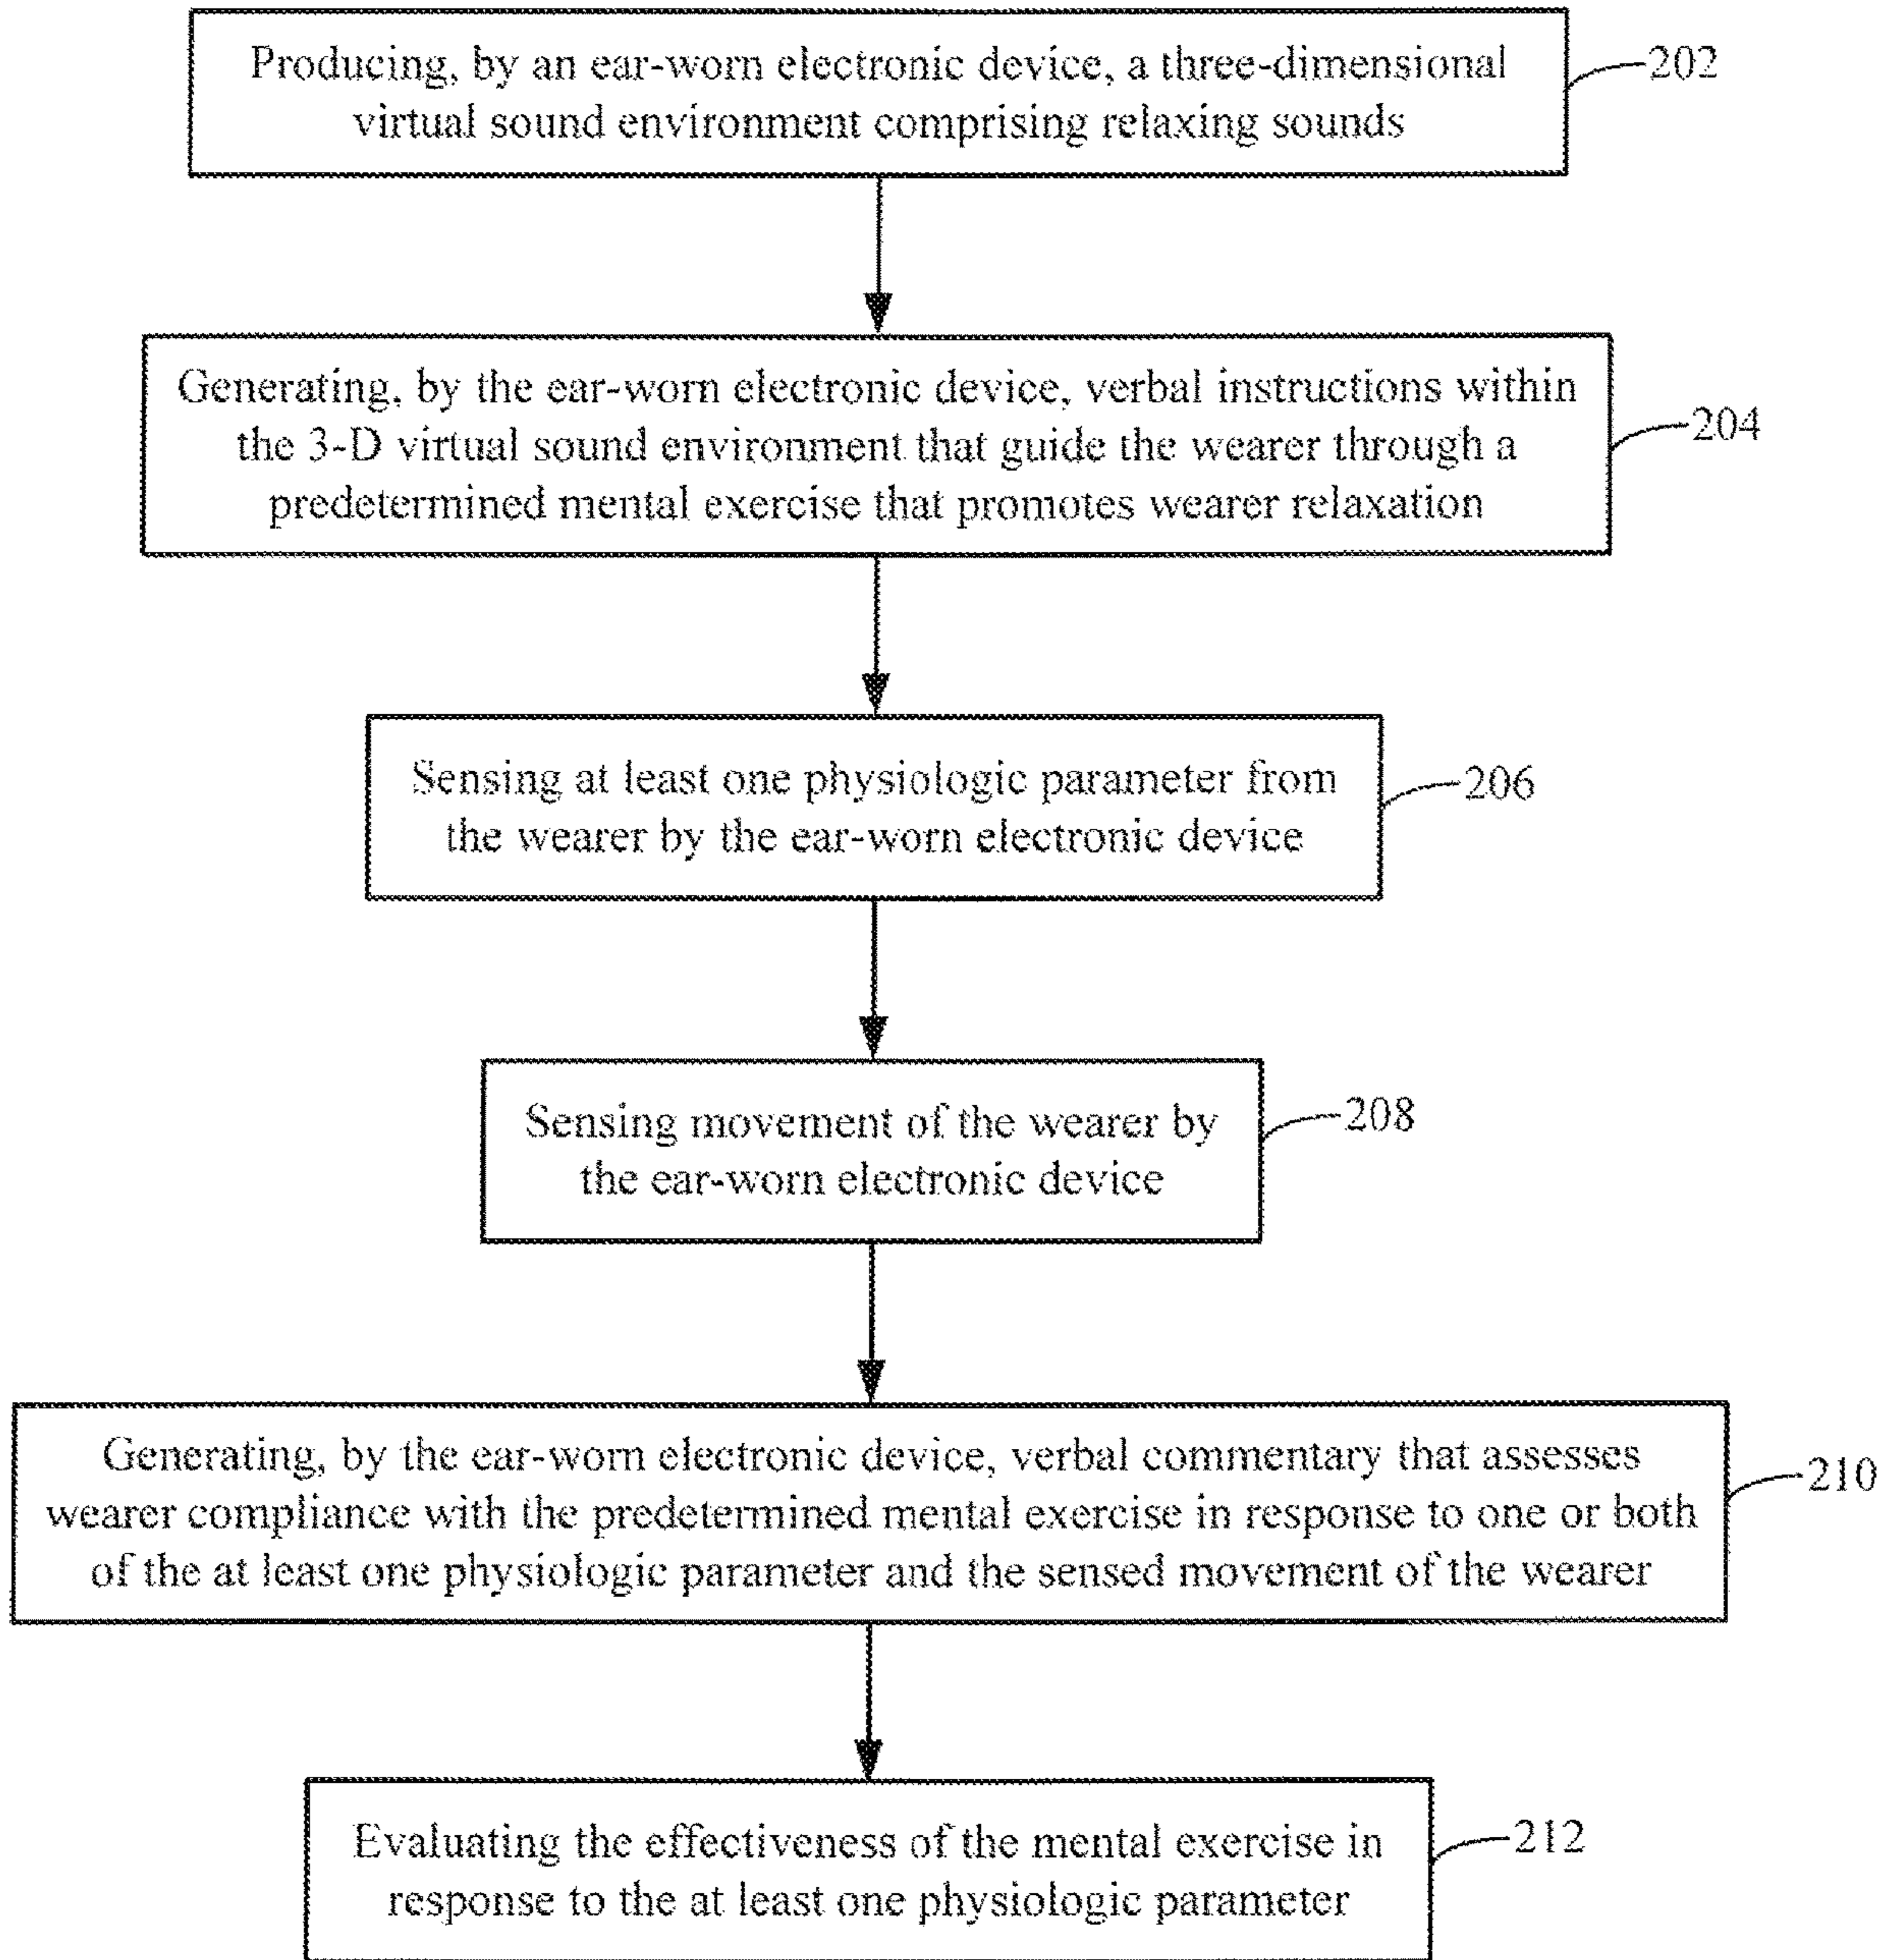 Producing, by an ear-worn electronic device, a three-dimensional
virtual sound environment comprising relaxing sounds
202
Generating, by the ear-worn electronic device, verbal instructions within
the 3-D virtual sound environment that guide the wearer through a
predetermined mental exercise that promotes wearer relaxation
204
Sensing at least one physiologic parameter from
the wearer by the ear-worn electronic device
206
Sensing movement of the wearer by
the ear-worn electronic device
208
Generating, by the ear-worn electronic device, verbal commentary that assesses
wearer compliance with the predetermined mental exercise in response to one or both
of the at least one physiologic parameter and the sensed movement of the wearer
210
Evaluating the effectiveness of the mental exercise in
response to the at least one physiologic parameter
212